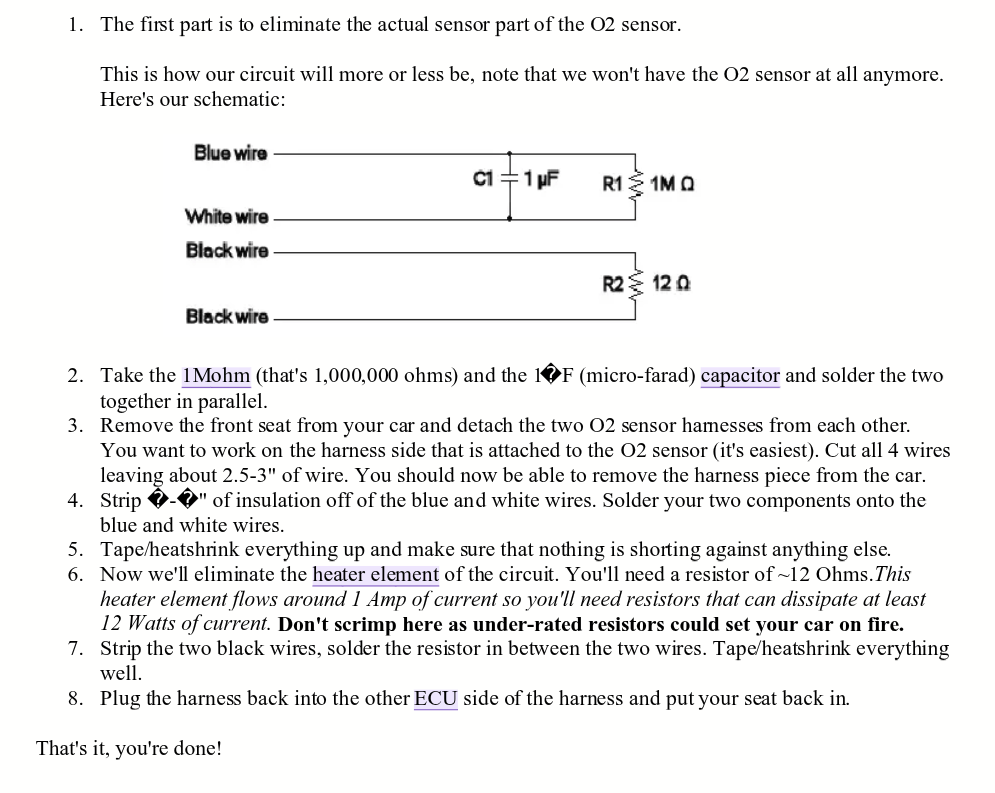 1. The first part is to eliminate the actual sensor part of the O2 sensor.
This is how our circuit will more or less be, note that we won't have the O2 sensor at all anymore.
Here's our schematic:
Blue wire
C1 1 µF
R1 1M Ω
White wire
Black wire
R2 12 Ω
Black wire
2. Take the 1Mohm (that's 1,000,000 ohms) and the 1�F (micro-farad) capacitor and solder the two
together in parallel.
3. Remove the front seat from your car and detach the two O2 sensor harnesses from each other.
You want to work on the harness side that is attached to the O2 sensor (it's easiest). Cut all 4 wires
leaving about 2.5-3" of wire. You should now be able to remove the harness piece from the car.
4. Strip �-�" of insulation off of the blue and white wires. Solder your two components onto the
blue and white wires.
5. Tape/heatshrink everything up and make sure that nothing is shorting against anything else.
6. Now we'll eliminate the heater element of the circuit. You'll need a resistor of ~12 Ohms.This
heater element flows around 1 Amp of current so you'll need resistors that can dissipate at least
12 Watts of current. Don't scrimp here as under-rated resistors could set your car on fire.
7. Strip the two black wires, solder the resistor in between the two wires. Tape/heatshrink everything
well.
8. Plug the harness back into the other ECU side of the harness and put your seat back in.
That's it, you're done!